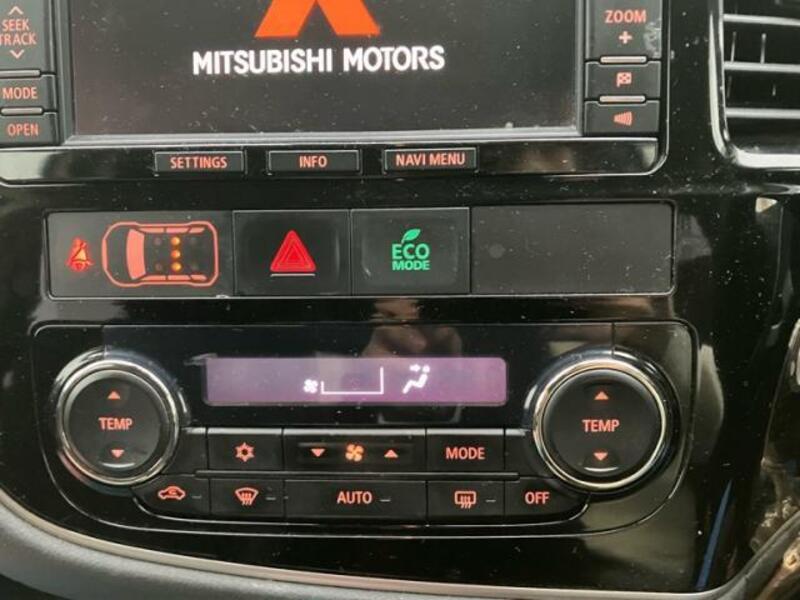 SEEK
TRACK
MODE
OPEN
MITSUBISHI MOTORS
ZOOM
+
SETTINGS
INFO
NAVI MENU
ECO
MODE
TEMP
MODE
AUTO
OFF
TEMP